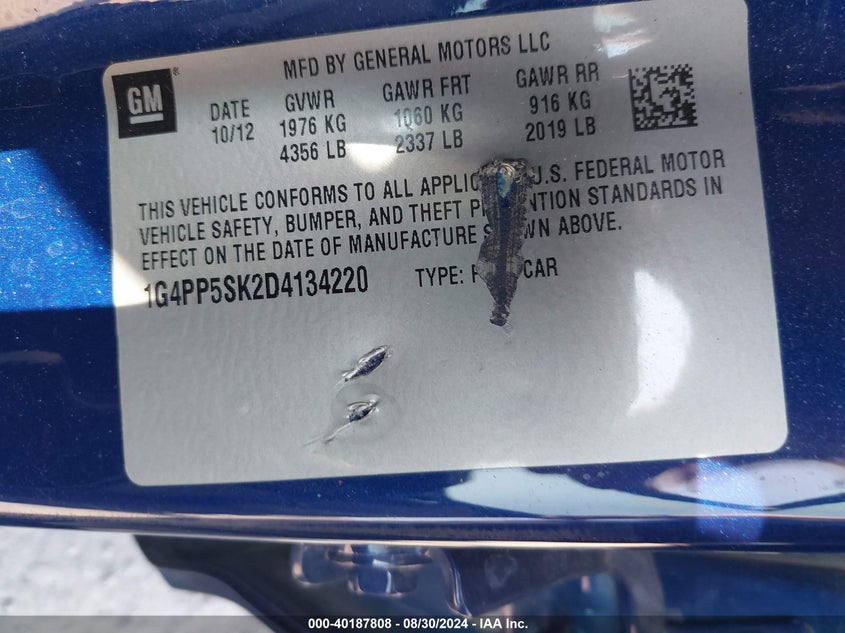 MFD BY GENERAL MOTORS LLC
GM ®
DATE GVWR GAWR FRT GAWR RR
10/12 1976 KG 1060 KG 916 KG
4356 LB 2337 LB 2019 LB
THIS VEHICLE CONFORMS TO ALL APPLIC U.S. FEDERAL MOTOR
VEHICLE SAFETY, BUMPER, AND THEFT P NTION STANDARDS IN
EFFECT ON THE DATE OF MANUFACTURE S WN ABOVE.
1G4PP5SK2D4134220 TYPE: P CAR
000-40187808 - 08/30/2024 - IAA Inc.